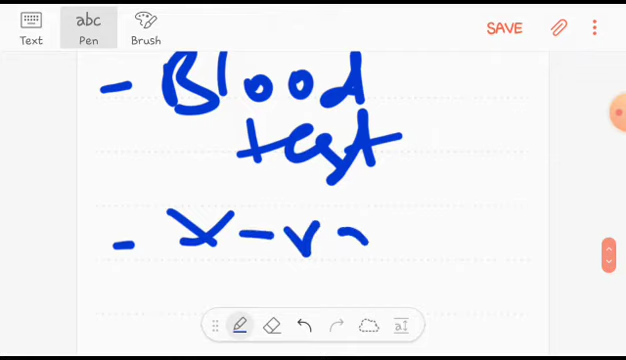 Text
abc
Pen
Brush
SAVE
- Blood
test
- X-r